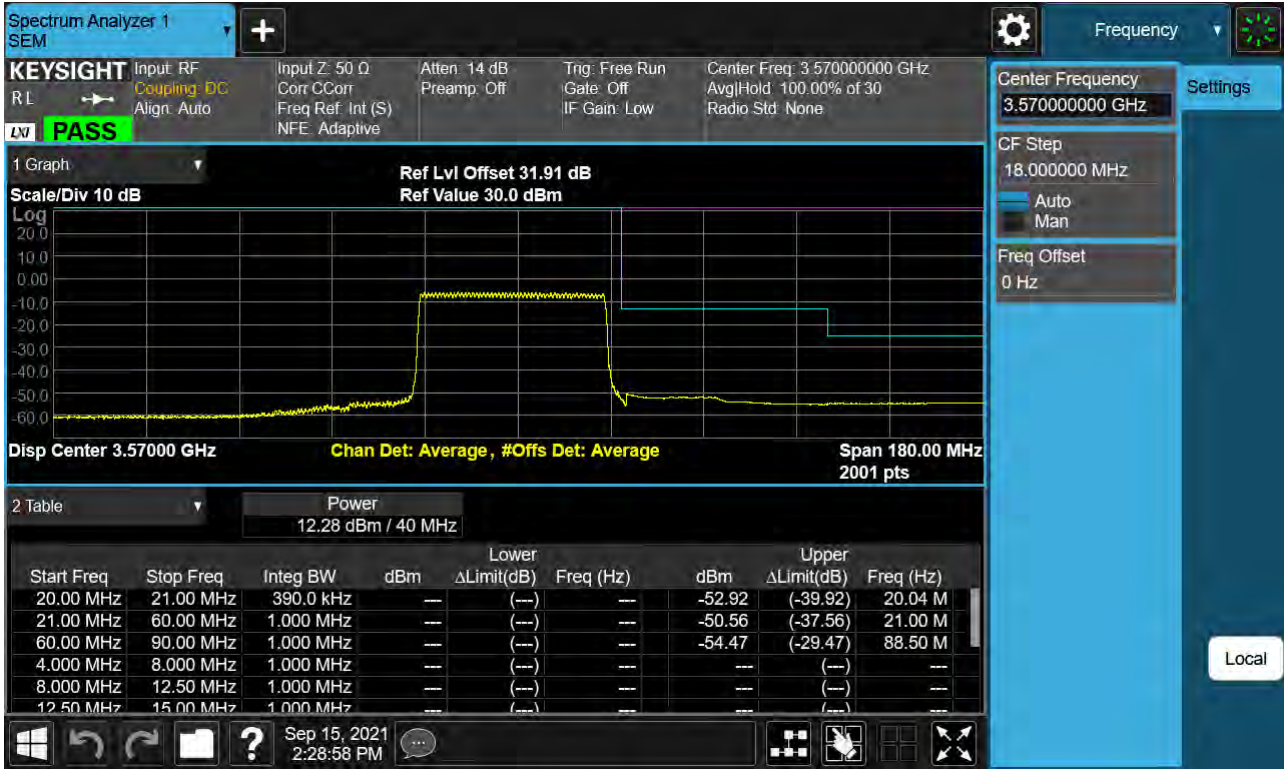 Spectrum Analyzer 1
SEM
Frequency
KEYSIGHT
R L
LXI
PASS
Input: RF
Coupling: DC
Align: Auto
Input Z: 50 Ω
Corr CCorr
Freq Ref: Int (S)
NFE: Adaptive
Atten: 14 dB
Preamp: Off
Trig: Free Run
Gate: Off
IF Gain: Low
Center Freq: 3.570000000 GHz
Avg|Hold: 100.00% of 30
Radio Std: None
Center Frequency
3.570000000 GHz
Settings
CF Step
18.000000 MHz
Auto
Man
Freq Offset
0 Hz
Local
1 Graph
Scale/Div 10 dB
Ref Lvl Offset 31.91 dB
Ref Value 30.0 dBm
Log
20.0
10.0
0.00
-10.0
-20.0
-30.0
-40.0
-50.0
-60.0
Disp Center 3.57000 GHz
Chan Det: Average, #Offs Det: Average
Span 180.00 MHz
2001 pts
2 Table
Power
12.28 dBm / 40 MHz
Lower Upper
Start Freq Stop Freq Integ BW dBm ΔLimit(dB) Freq (Hz) dBm ΔLimit(dB) Freq (Hz)
20.00 MHz 21.00 MHz 390.0 kHz --- (---) --- -52.92 (-39.92) 20.04 M
21.00 MHz 60.00 MHz 1.000 MHz --- (---) --- -50.56 (-37.56) 21.00 M
60.00 MHz 90.00 MHz 1.000 MHz --- (---) --- -54.47 (-29.47) 88.50 M
4.000 MHz 8.000 MHz 1.000 MHz --- (---) --- --- (---) ---
8.000 MHz 12.50 MHz 1.000 MHz --- (---) --- --- (---) ---
12.50 MHz 15.00 MHz 1.000 MHz --- (---) --- --- (---) ---
Sep 15, 2021
2:28:58 PM